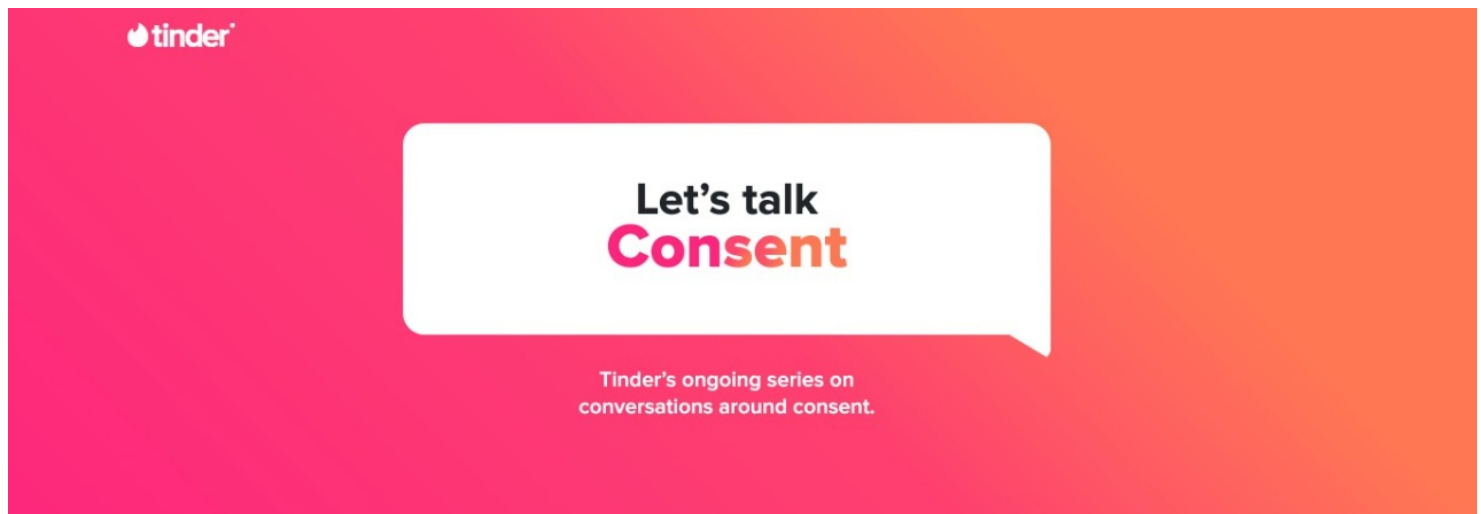 tinder
Let’s talk
Consent
Tinder’s ongoing series on
conversations around consent.